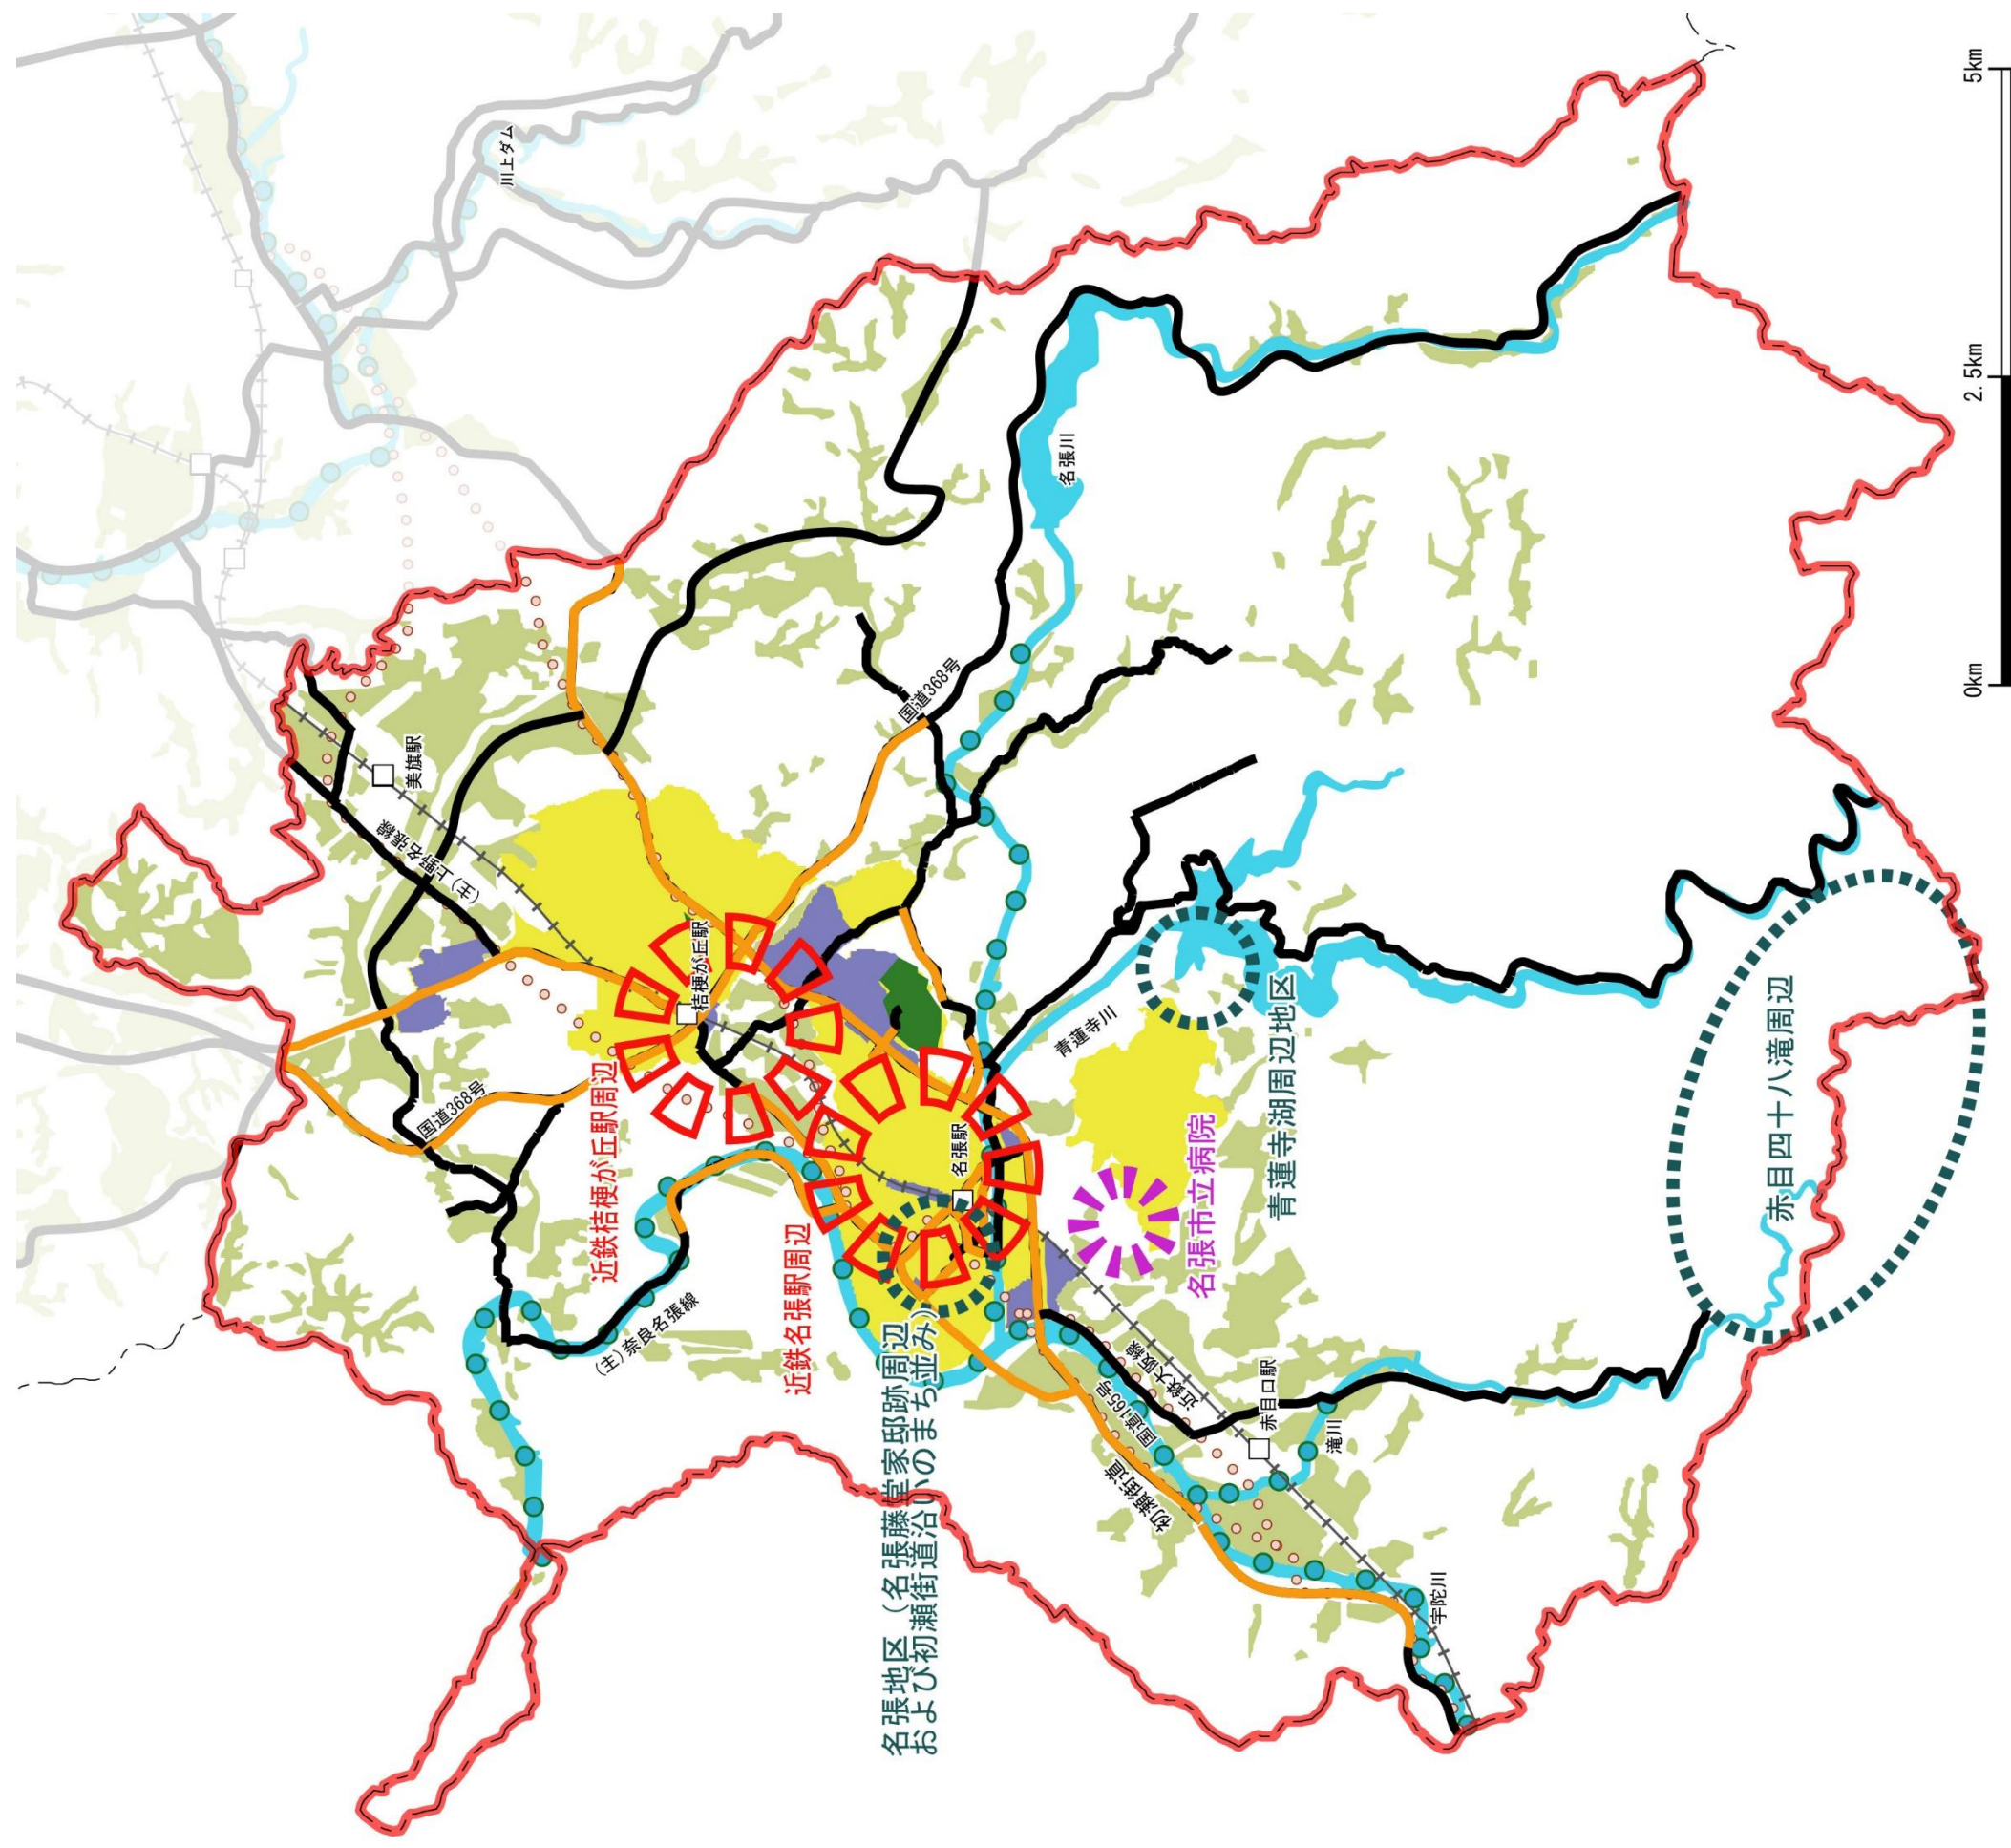 川上ダム
美旗駅
(主)上野名張線
国道368号
名張川
国道368号
桔梗が丘駅
近鉄桔梗が丘駅周辺
(主)奈良名張線
近鉄名張駅周辺
名張駅
名張地区(名張藤堂家邸跡周辺
および初瀬街道沿いのまち並み)
青蓮寺川
青蓮寺湖周辺地区
名張市立病院
赤目四十八滝周辺
近鉄大阪線
国道165号
初瀬街道
赤目口駅
滝川
宇陀川
0km
2.5km
5km